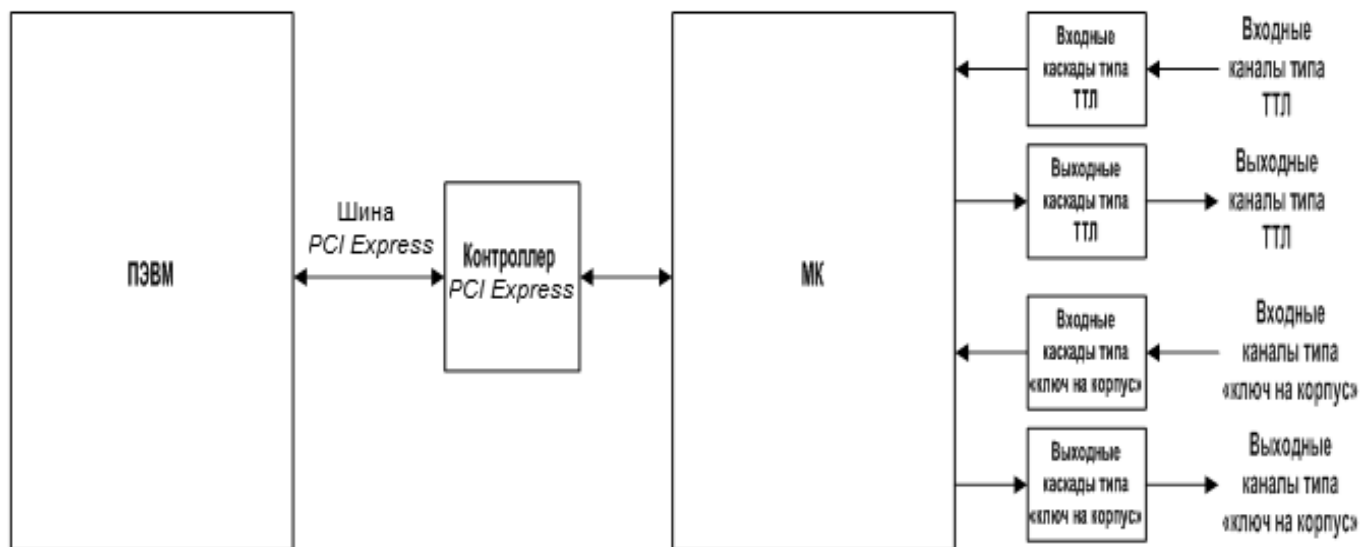 ПЭВМ
Шина
PCI Express
Контроллер
PCI Express
МК
Входные
каскады типа
ТТЛ
Входные
каналы типа
ТТЛ
Выходные
каскады типа
ТТЛ
Выходные
каналы типа
ТТЛ
Входные
каскады типа
«ключ на корпус»
Входные
каналы типа
«ключ на корпус»
Выходные
каскады типа
«ключ на корпус»
Выходные
каналы типа
«ключ на корпус»